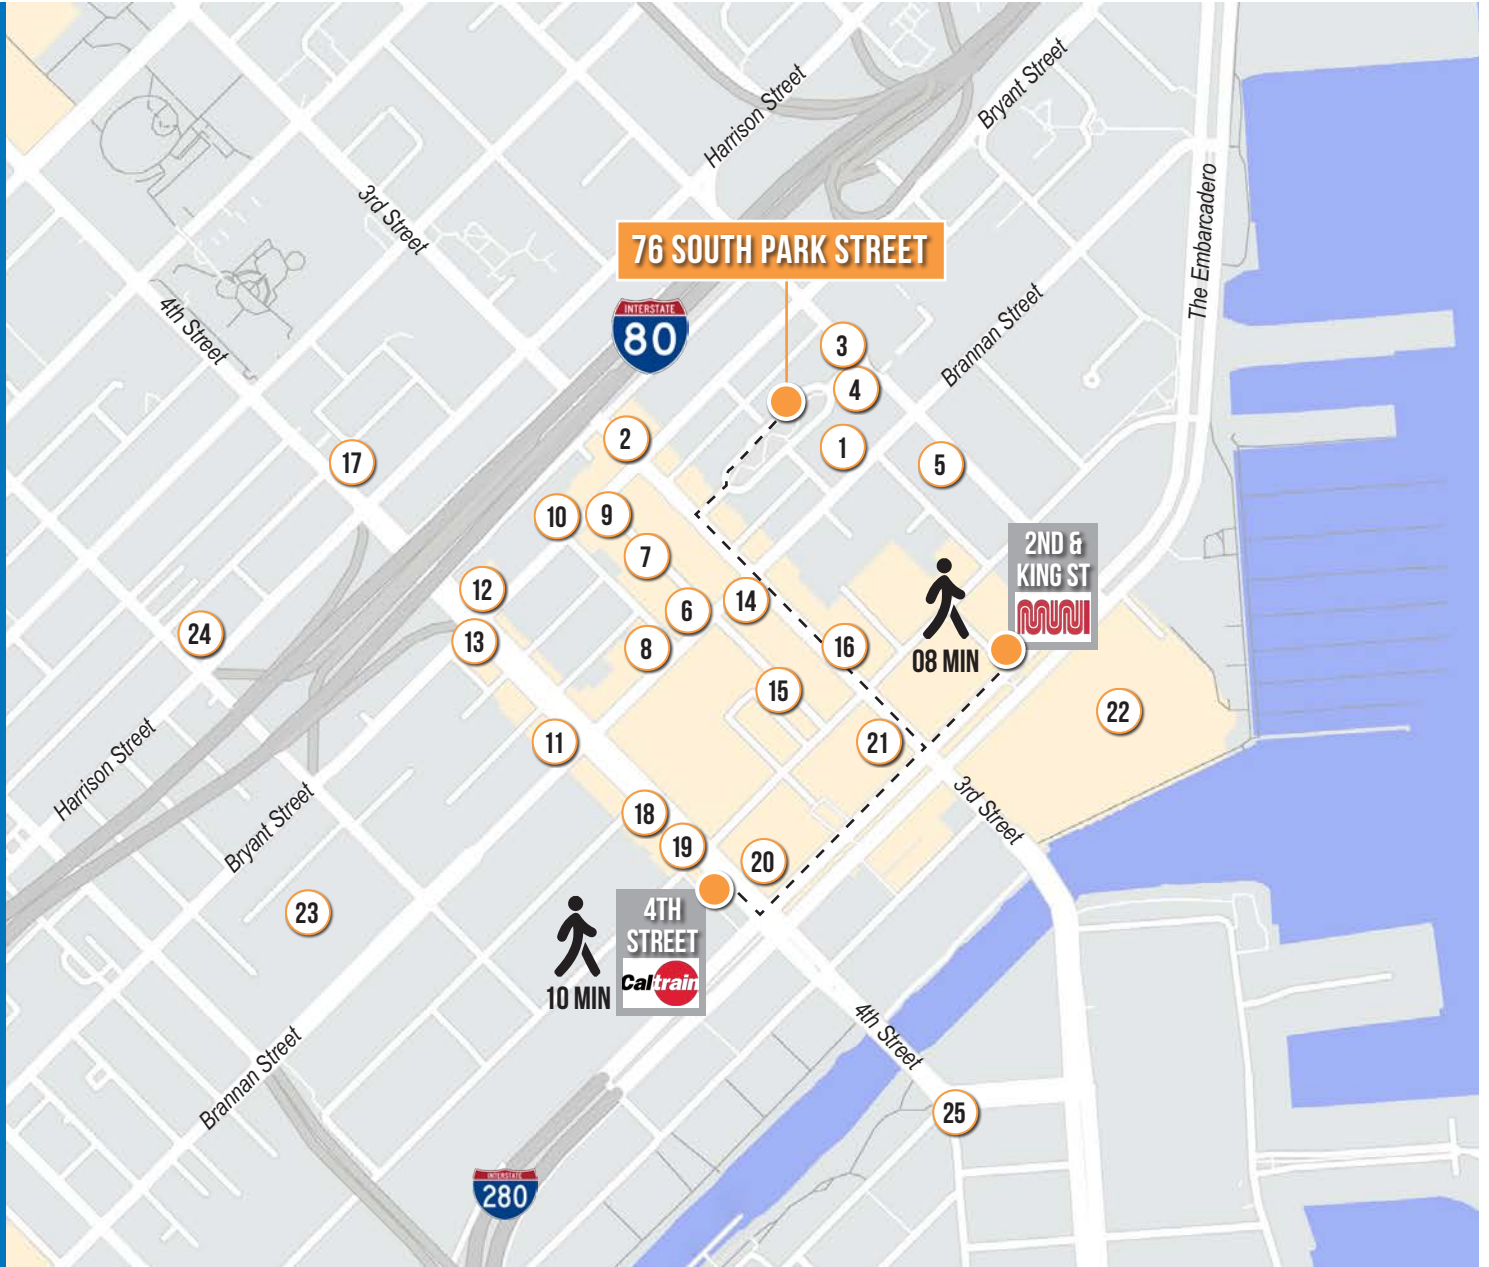 Harrison Street
Bryant Street
3rd Street
The Embarcadero
76 SOUTH PARK STREET
4th Street
INTERSTATE
80
Brannan Street
3
4
2
1
17
5
10
9
7
2ND &
KING ST
MUNI
12
6
14
24
13
8
16
08 MIN
15
22
11
21
Harrison Street
3rd Street
Bryant Street
18
19
20
23
4TH
STREET
Caltrain
10 MIN
4th Street
Brannan Street
25
INTERSTATE
280